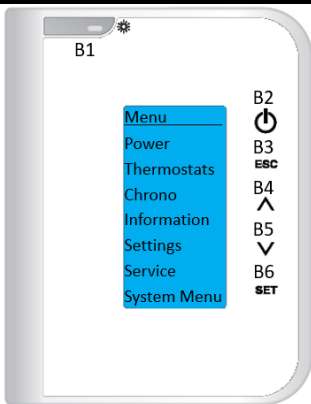 B1
B2
Menu
B3
Power
ESC
Thermostats
B4
Chrono
Information
B5
Settings
Service
B6
System Menu
SET